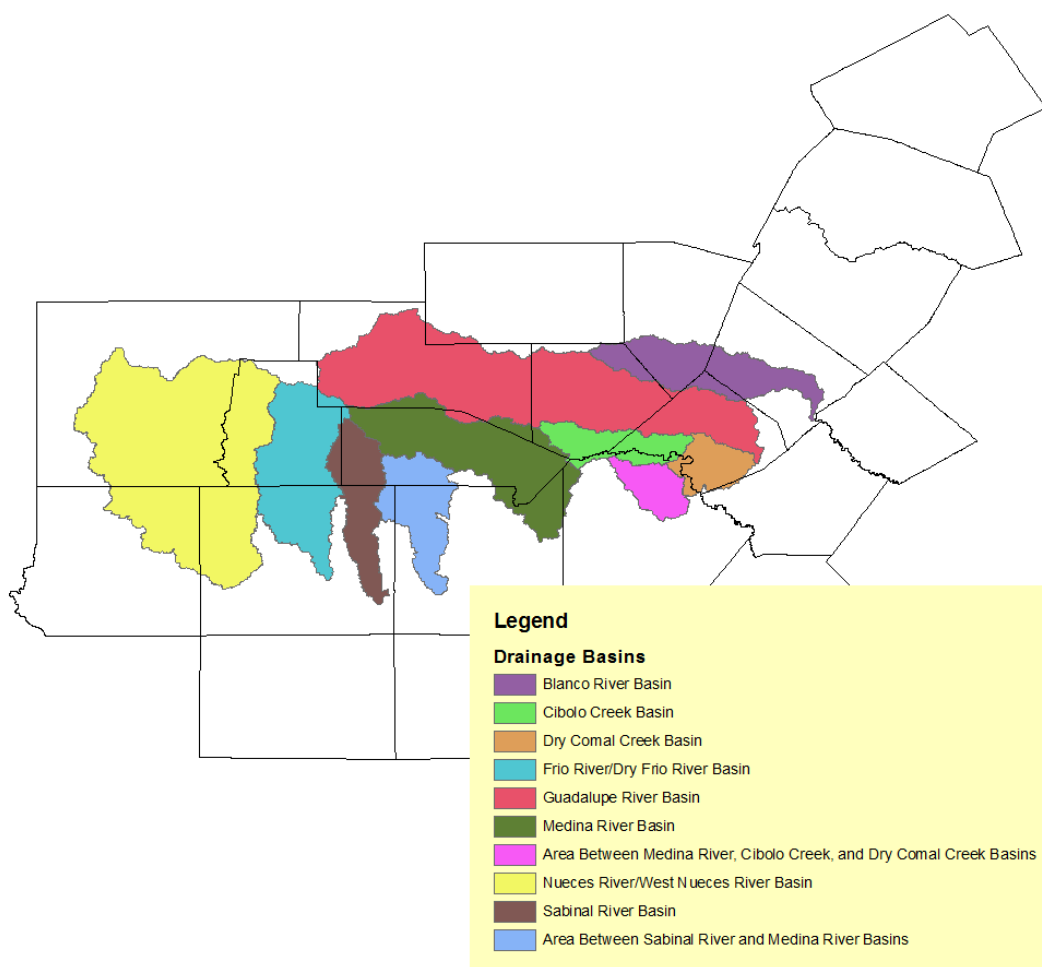 Legend
Drainage Basins
Blanco River Basin
Cibolo Creek Basin
Dry Comal Creek Basin
Frio River/Dry Frio River Basin
Guadalupe River Basin
Medina River Basin
Area Between Medina River, Cibolo Creek, and Dry Comal Creek Basins
Nueces River/West Nueces River Basin
Sabinal River Basin
Area Between Sabinal River and Medina River Basins